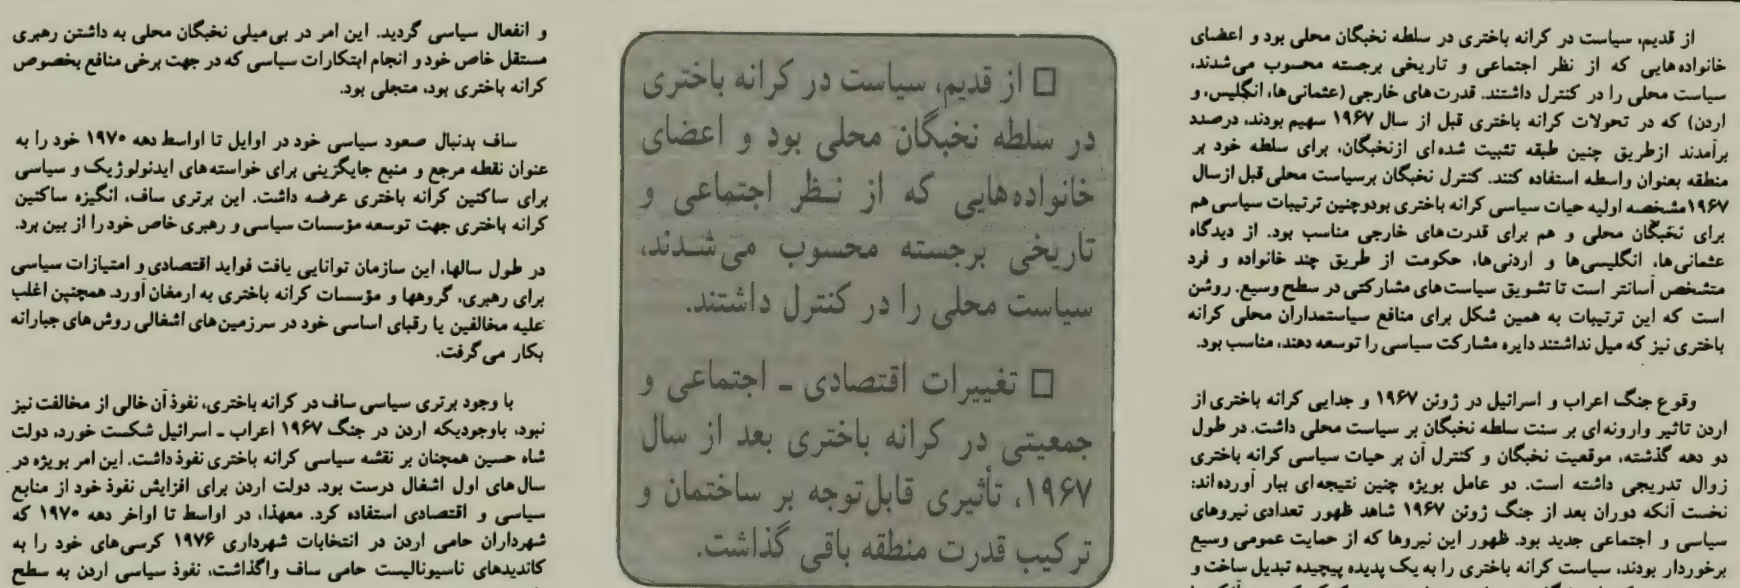 از قدیم، سیاست در کرانه باختری در سلطه نخبگان محلی بود و اعضای
خانواده‌هایی که از نظر اجتماعی و تاریخی برجسته محسوب می‌شدند،
سیاست محلی را در کنترل داشتند. قدرت‌های خارجی (عثمانی‌ها، انگلیس، و
اردن) که در تحولات کرانه باختری قبل از سال ۱۹۶۷ سهیم بودند، درصدد
برآمدند ازطریق چنین طبقه تثبیت شده‌ای ازنخبگان، برای سلطه خود بر
منطقه بعنوان واسطه استفاده کنند. کنترل نخبگان برسیاست محلی قبل ازسال
۱۹۶۷مشخصه اولیه حیات سیاسی کرانه باختری بودوچنین ترتیبات سیاسی هم
برای نخبگان محلی و هم برای قدرت‌های خارجی مناسب بود. از دیدگاه
عثمانی‌ها، انگلیسی‌ها و اردنی‌ها، حکومت از طریق چند خانواده و فرد
متشخص آسانتر است تا تشویق سیاست‌های مشارکتی در سطح وسیع. روشن
است که این ترتیبات به همین شکل برای منافع سیاستمداران محلی کرانه
باختری نیز که میل نداشتند دایره مشارکت سیاسی را توسعه دهند، مناسب بود.
وقوع جنگ اعراب و اسرائیل در ژوئن ۱۹۶۷ و جدایی کرانه باختری از
اردن تاثیر وارونه‌ای بر سنت سلطه نخبگان بر سیاست محلی داشت. در طول
دو دهه گذشته، موقعیت نخبگان و کنترل آن بر حیات سیاسی کرانه باختری
زوال تدریجی داشته است. دو عامل بویژه چنین نتیجه‌ای ببار آورده‌اند:
نخست آنکه دوران بعد از جنگ ژوئن ۱۹۶۷ شاهد ظهور تعدادی نیروهای
سیاسی و اجتماعی جدید بود. ظهور این نیروها که از حمایت عمومی وسیع
برخوردار بودند، سیاست کرانه باختری را به یک پدیده پیچیده تبدیل ساخت و
□ از قدیم، سیاست در کرانه باختری
در سلطه نخبگان محلی بود و اعضای
خانواده‌هایی که از نظر اجتماعی و
تاریخی برجسته محسوب می‌شدند،
سیاست محلی را در کنترل داشتند.
□ تغییرات اقتصادی ـ اجتماعی و
جمعیتی در کرانه باختری بعد از سال
۱۹۶۷، تأثیری قابل‌توجه بر ساختمان و
ترکیب قدرت منطقه باقی گذاشت.
و انفعال سیاسی گردید. این امر در بی‌میلی نخبگان محلی به داشتن رهبری
مستقل خاص خود و انجام ابتکارات سیاسی که در جهت برخی منافع بخصوص
کرانه باختری بود، متجلی بود.
ساف بدنبال صعود سیاسی خود در اوایل تا اواسط دهه ۱۹۷۰ خود را به
عنوان نقطه مرجع و منبع جایگزینی برای خواسته‌های ایدئولوژیک و سیاسی
برای ساکنین کرانه باختری عرضه داشت. این برتری ساف، انگیزه ساکنین
کرانه باختری جهت توسعه مؤسسات سیاسی و رهبری خاص خود را از بین برد.
در طول سالها، این سازمان توانایی یافت فواید اقتصادی و امتیازات سیاسی
برای رهبری، گروهها و مؤسسات کرانه باختری به ارمغان آورد. همچنین اغلب
علیه مخالفین یا رقبای اساسی خود در سرزمین‌های اشغالی روش‌های جبارانه
بکار می‌گرفت.
با وجود برتری سیاسی ساف در کرانه باختری، نفوذ آن خالی از مخالفت نیز
نبود، باوجودیکه اردن در جنگ ۱۹۶۷ اعراب ـ اسرائیل شکست خورد، دولت
شاه حسین همچنان بر نقشه سیاسی کرانه باختری نفوذ داشت. این امر بویژه در
سال‌های اول اشغال درست بود. دولت اردن برای افزایش نفوذ خود از منابع
سیاسی و اقتصادی استفاده کرد. معهذا، در اواسط تا اواخر دهه ۱۹۷۰ که
شهرداران حامی اردن در انتخابات شهرداری ۱۹۷۶ کرسی‌های خود را به
کاندیدهای ناسیونالیست حامی ساف واگذاشت، نفوذ سیاسی اردن به سطح